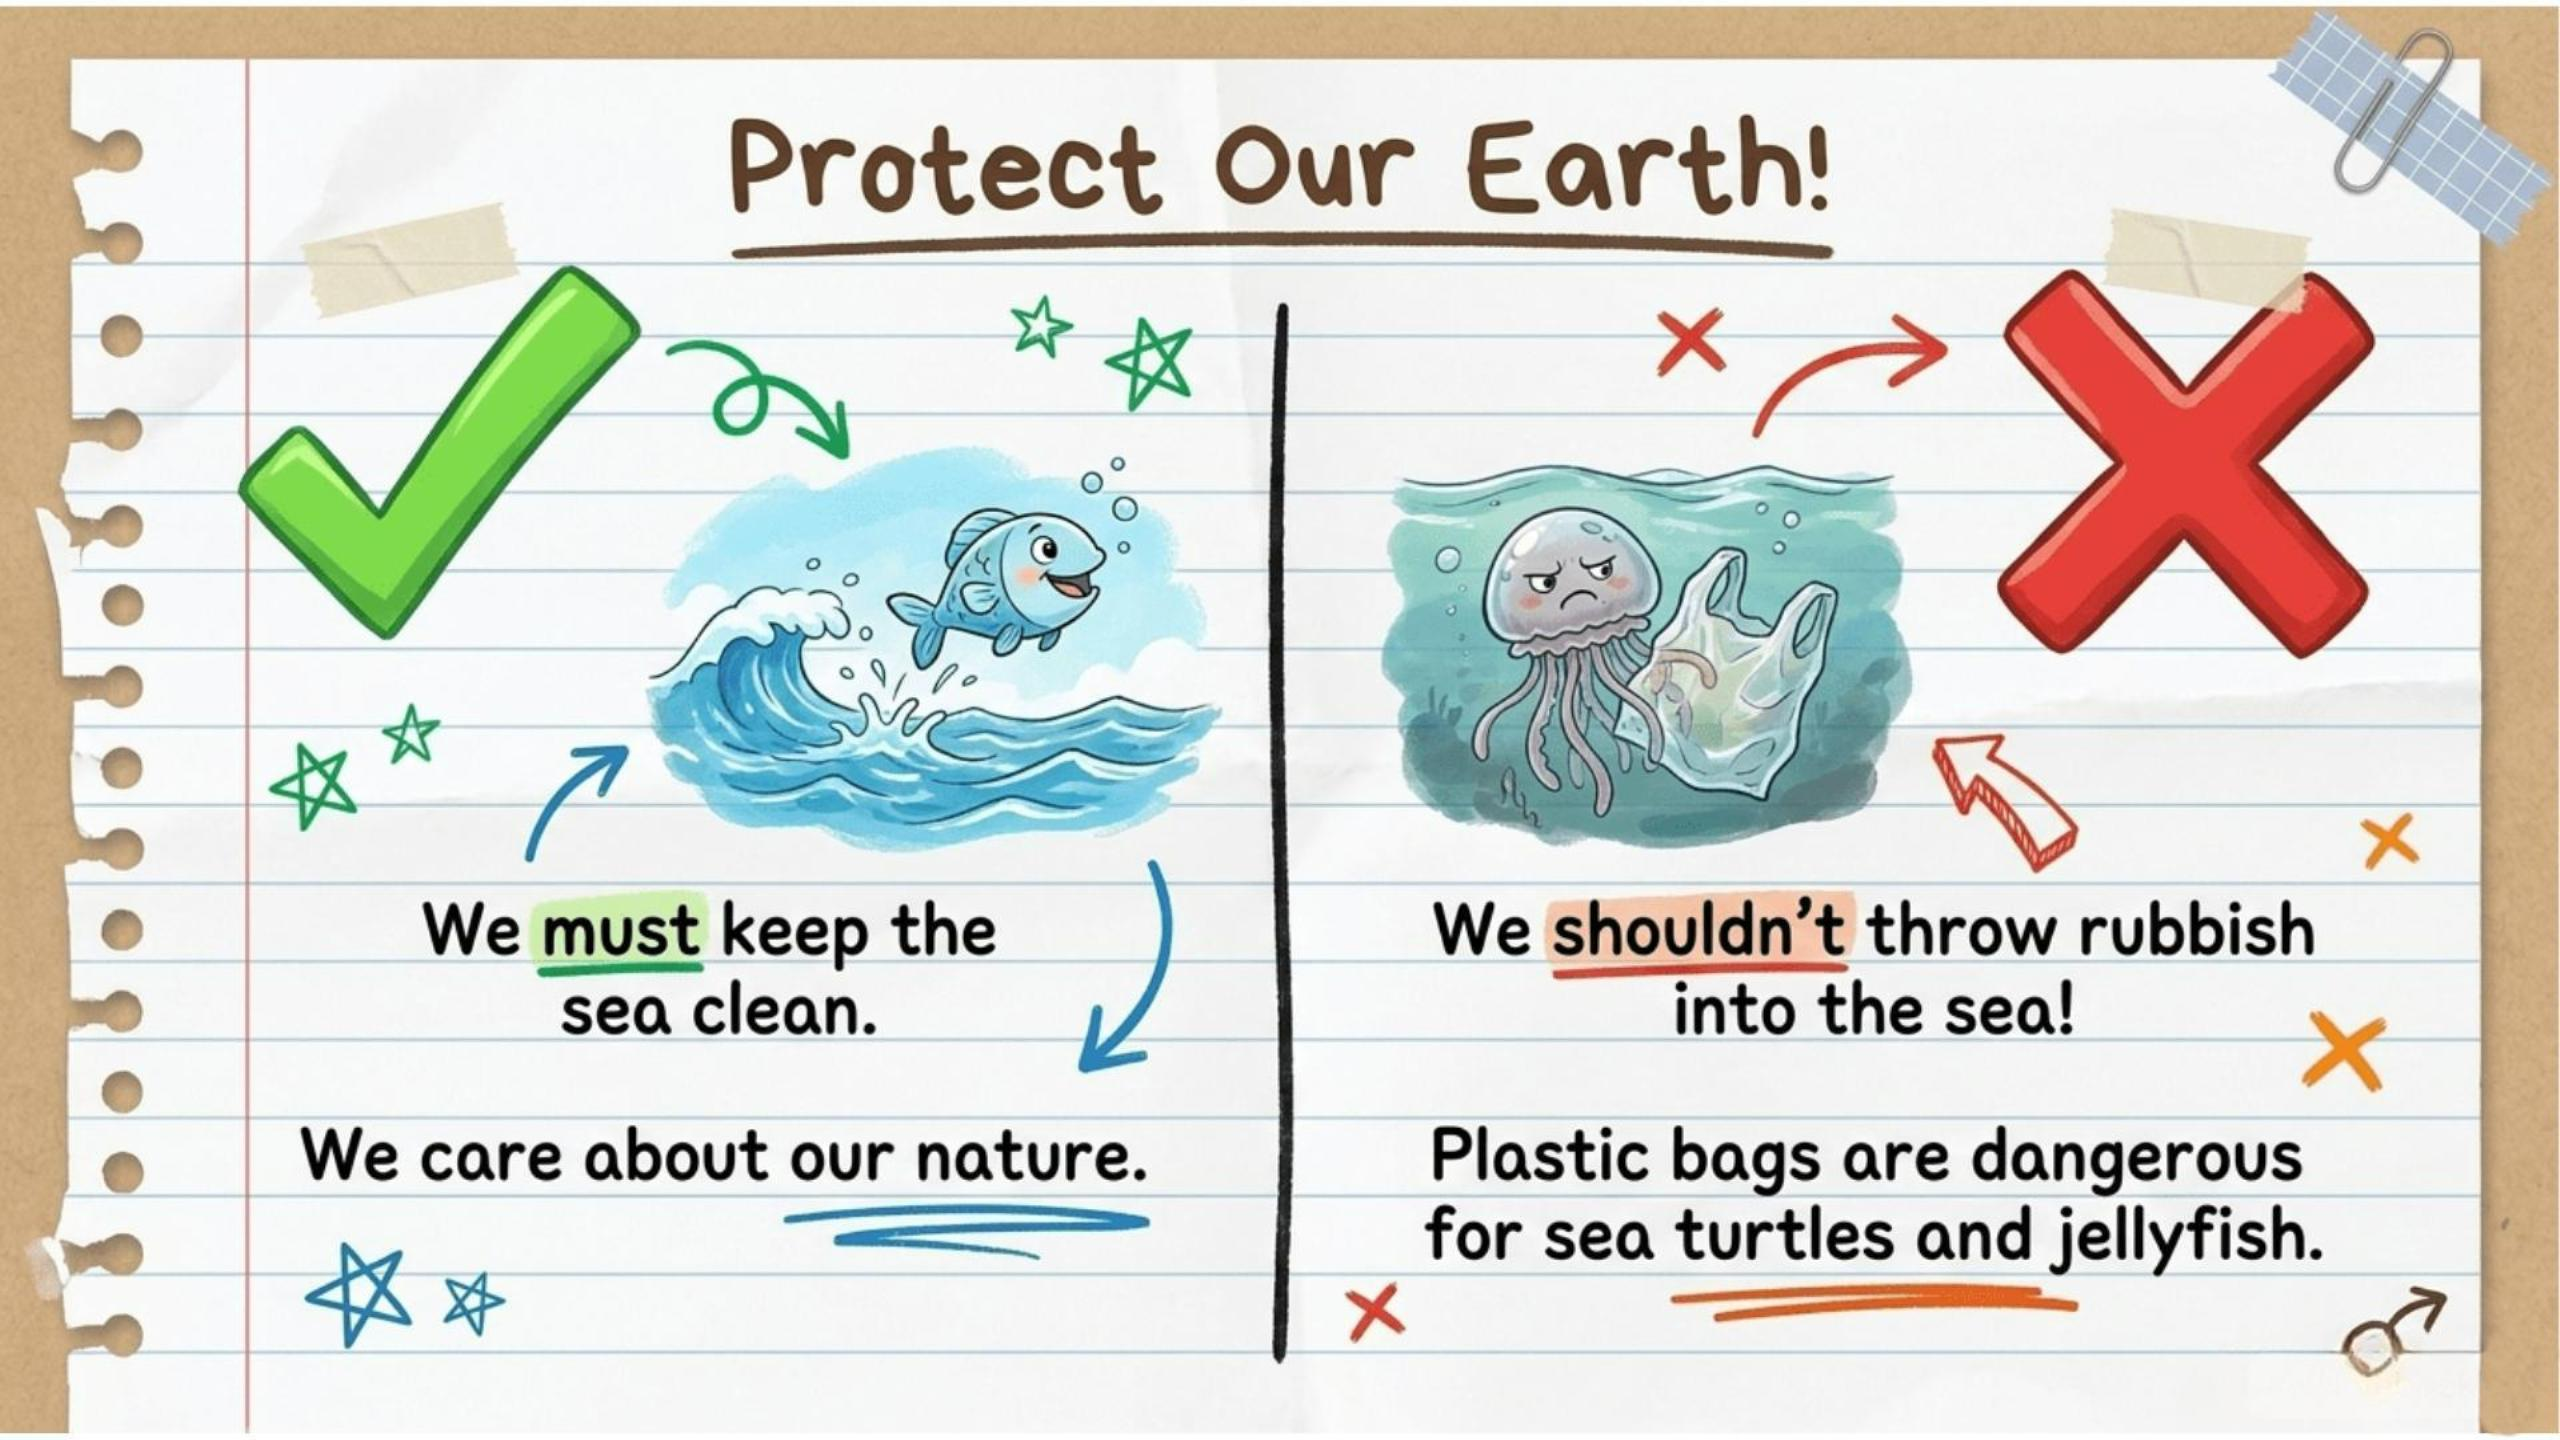 Protect Our Earth!
We must keep the
sea clean.
We care about our nature.
We shouldn't throw rubbish
into the sea!
Plastic bags are dangerous
for sea turtles and jellyfish.